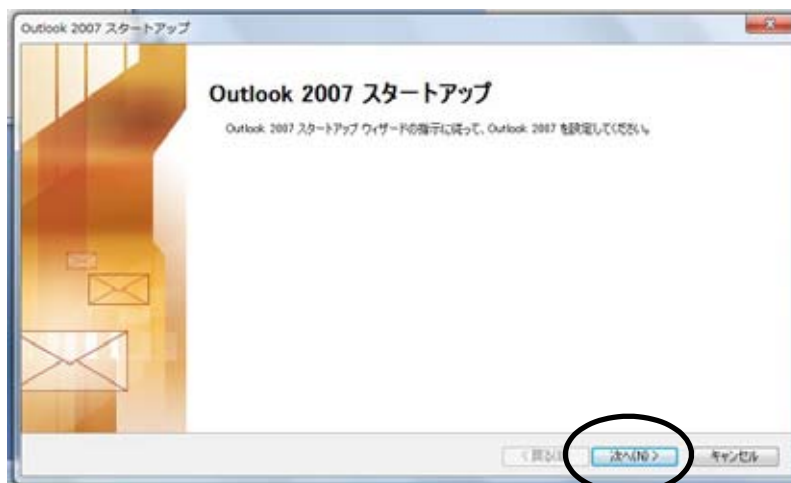 Outlook 2007 スタートアップ
Outlook 2007 スタートアップ
Outlook 2007 スタートアップ ウィザードの指示に従って、Outlook 2007 を設定してください。
次へ(N) > キャンセル